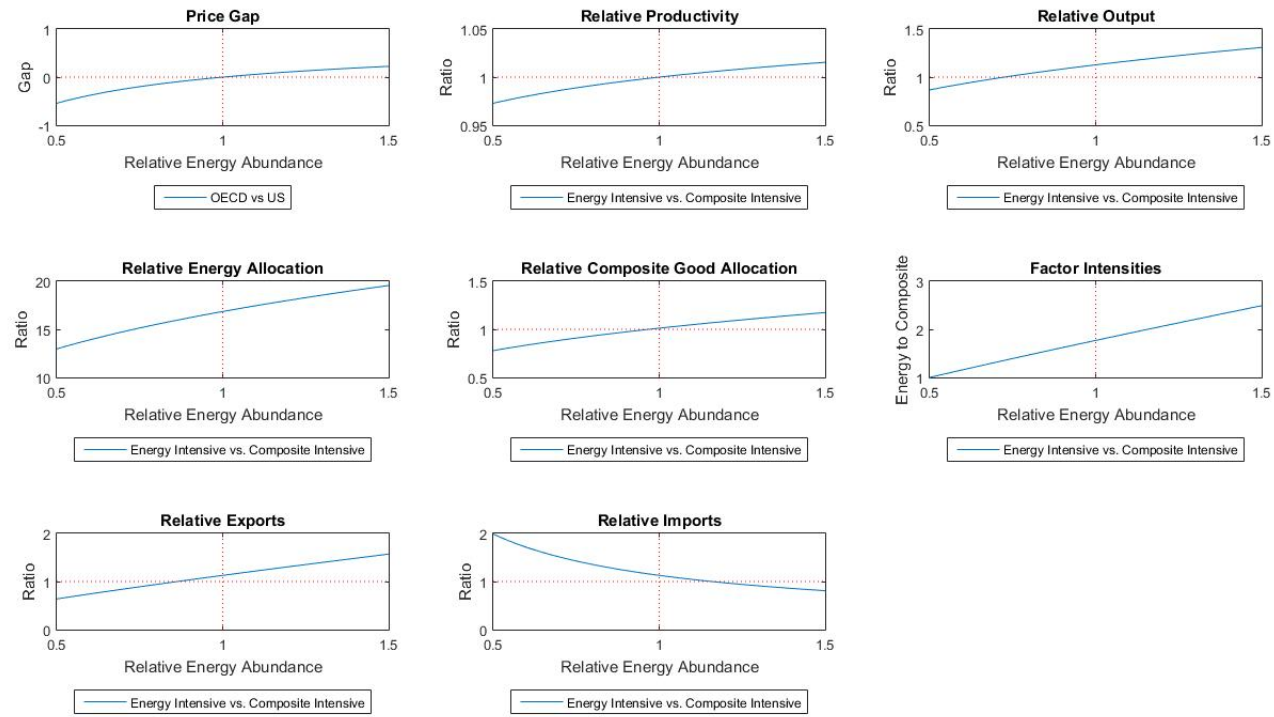 Price Gap
1
0
-1
Gap
0.5
1
1.5
Relative Energy Abundance
OECD vs US
Relative Productivity
1.05
1
0.95
Ratio
0.5
1
1.5
Relative Energy Abundance
Energy Intensive vs. Composite Intensive
Relative Output
1.5
1
0.5
Ratio
0.5
1
1.5
Relative Energy Abundance
Energy Intensive vs. Composite Intensive
Relative Energy Allocation
20
15
10
Ratio
0.5
1
1.5
Relative Energy Abundance
Energy Intensive vs. Composite Intensive
Relative Composite Good Allocation
1.5
1
0.5
Ratio
0.5
1
1.5
Relative Energy Abundance
Energy Intensive vs. Composite Intensive
Factor Intensities
3
2
1
Energy to Composite
0.5
1
1.5
Relative Energy Abundance
Energy Intensive vs. Composite Intensive
Relative Exports
2
1
0
Ratio
0.5
1
1.5
Relative Energy Abundance
Energy Intensive vs. Composite Intensive
Relative Imports
2
1
0
Ratio
0.5
1
1.5
Relative Energy Abundance
Energy Intensive vs. Composite Intensive